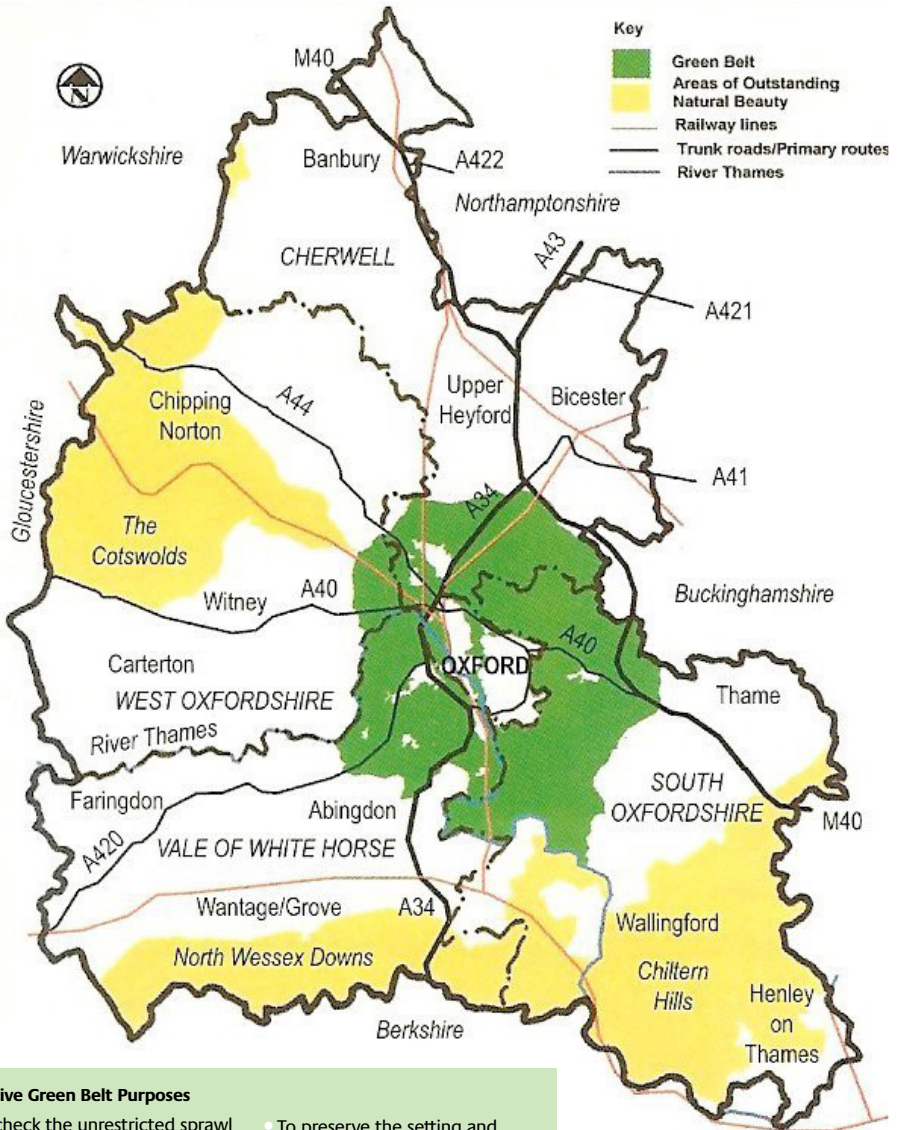 Key
Green Belt
Areas of Outstanding
Natural Beauty
Railway lines
Trunk roads/Primary routes
River Thames
M40
N
Warwickshire
Banbury
A422
Northamptonshire
CHERWELL
A43
A421
Upper
Heyford
Bicester
Chipping
Norton
A44
Gloucestershire
A34
A41
The
Cotswolds
Witney
A40
Buckinghamshire
A40
OXFORD
Carterton
WEST OXFORDSHIRE
Thame
River Thames
SOUTH
OXFORDSHIRE
Faringdon
Abingdon
M40
A420
VALE OF WHITE HORSE
Wantage/Grove
A34
Wallingford
North Wessex Downs
Chiltern
Hills
Henley
on
Thames
Berkshire
ive Green Belt Purposes
check the unrestricted sprawl
To preserve the setting and